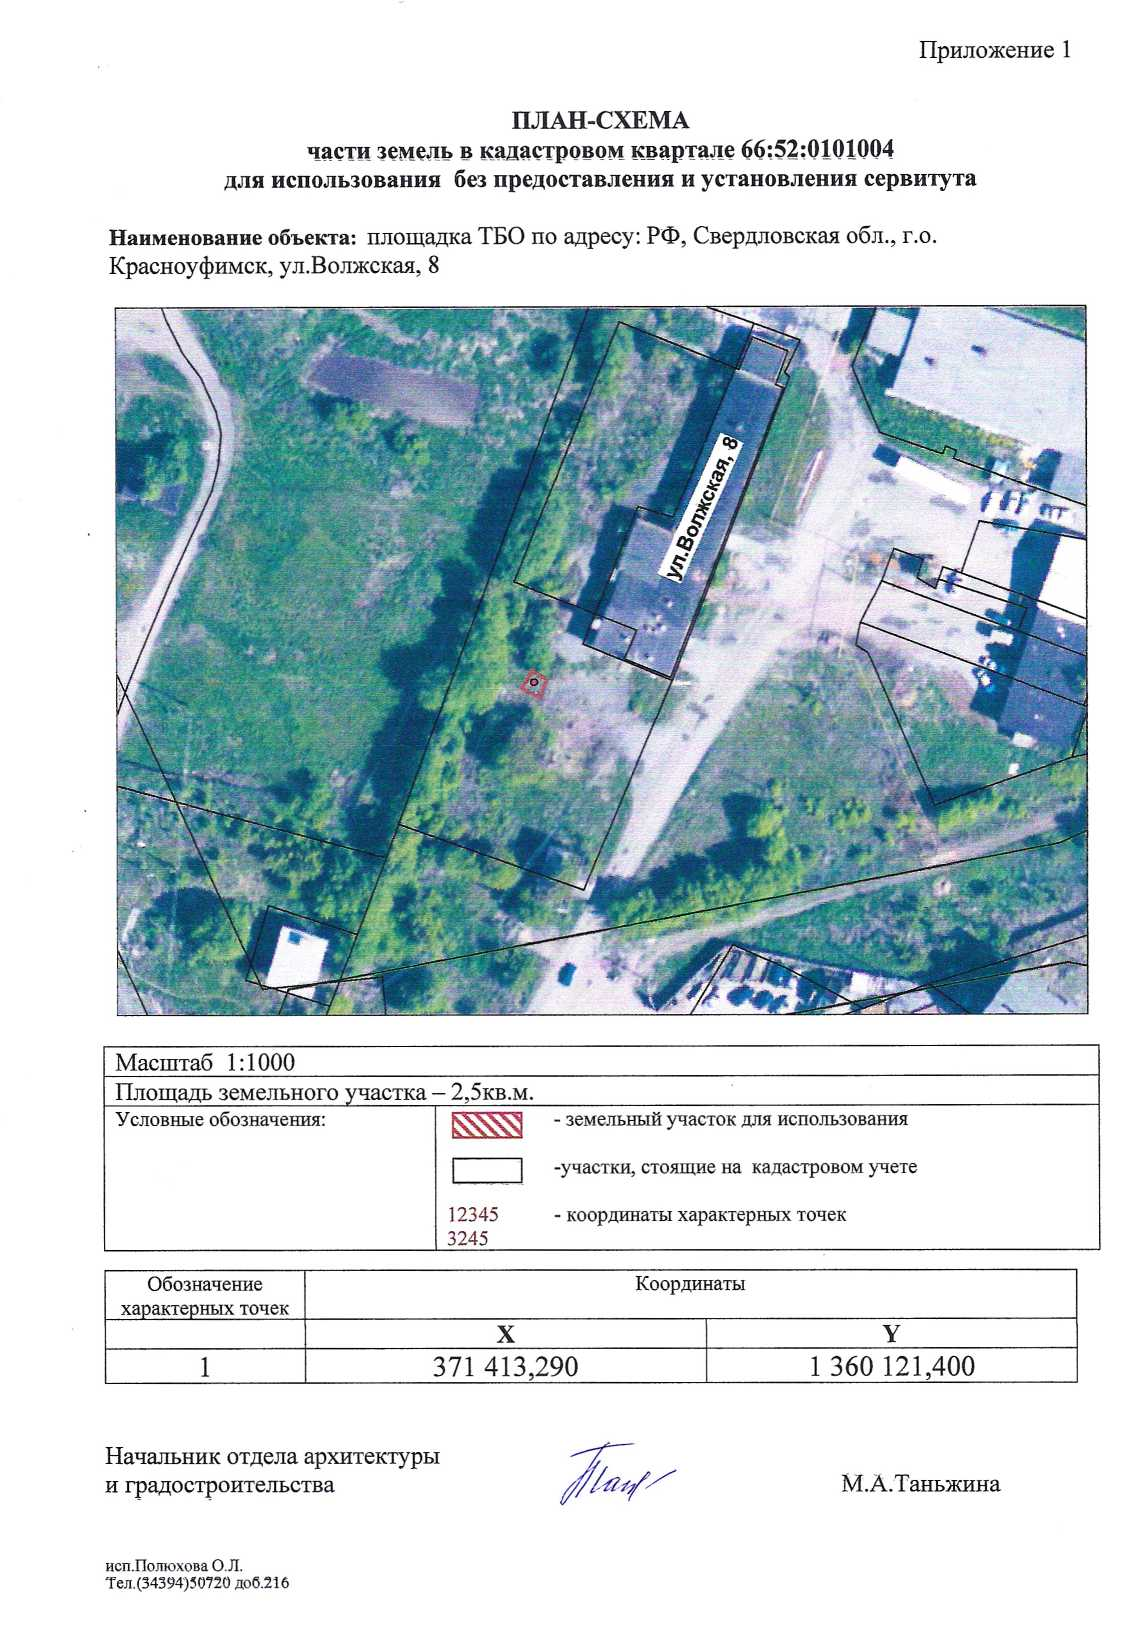 Приложение 1
ПЛАН-СХЕМА
части земель в кадастровом квартале 66:52:0101004
для использования без предоставления и установления сервитута
Наименование объекта: площадка ТБО по адресу: РФ, Свердловская обл., г.о.
Красноуфимск, ул.Волжская, 8
ул.Волжская, 8
Масштаб 1:1000
Площадь земельного участка – 2,5кв.м.
Условные обозначения:
- земельный участок для использования
-участки, стоящие на кадастровом учете
12345 - координаты характерных точек
3245
Обозначение Координаты
характерных точек
X Y
1 371 413,290 1 360 121,400
Начальник отдела архитектуры
и градостроительства М.А.Таньжина
исп.Полюхова О.Л.
Тел.(34394)50720 доб.216